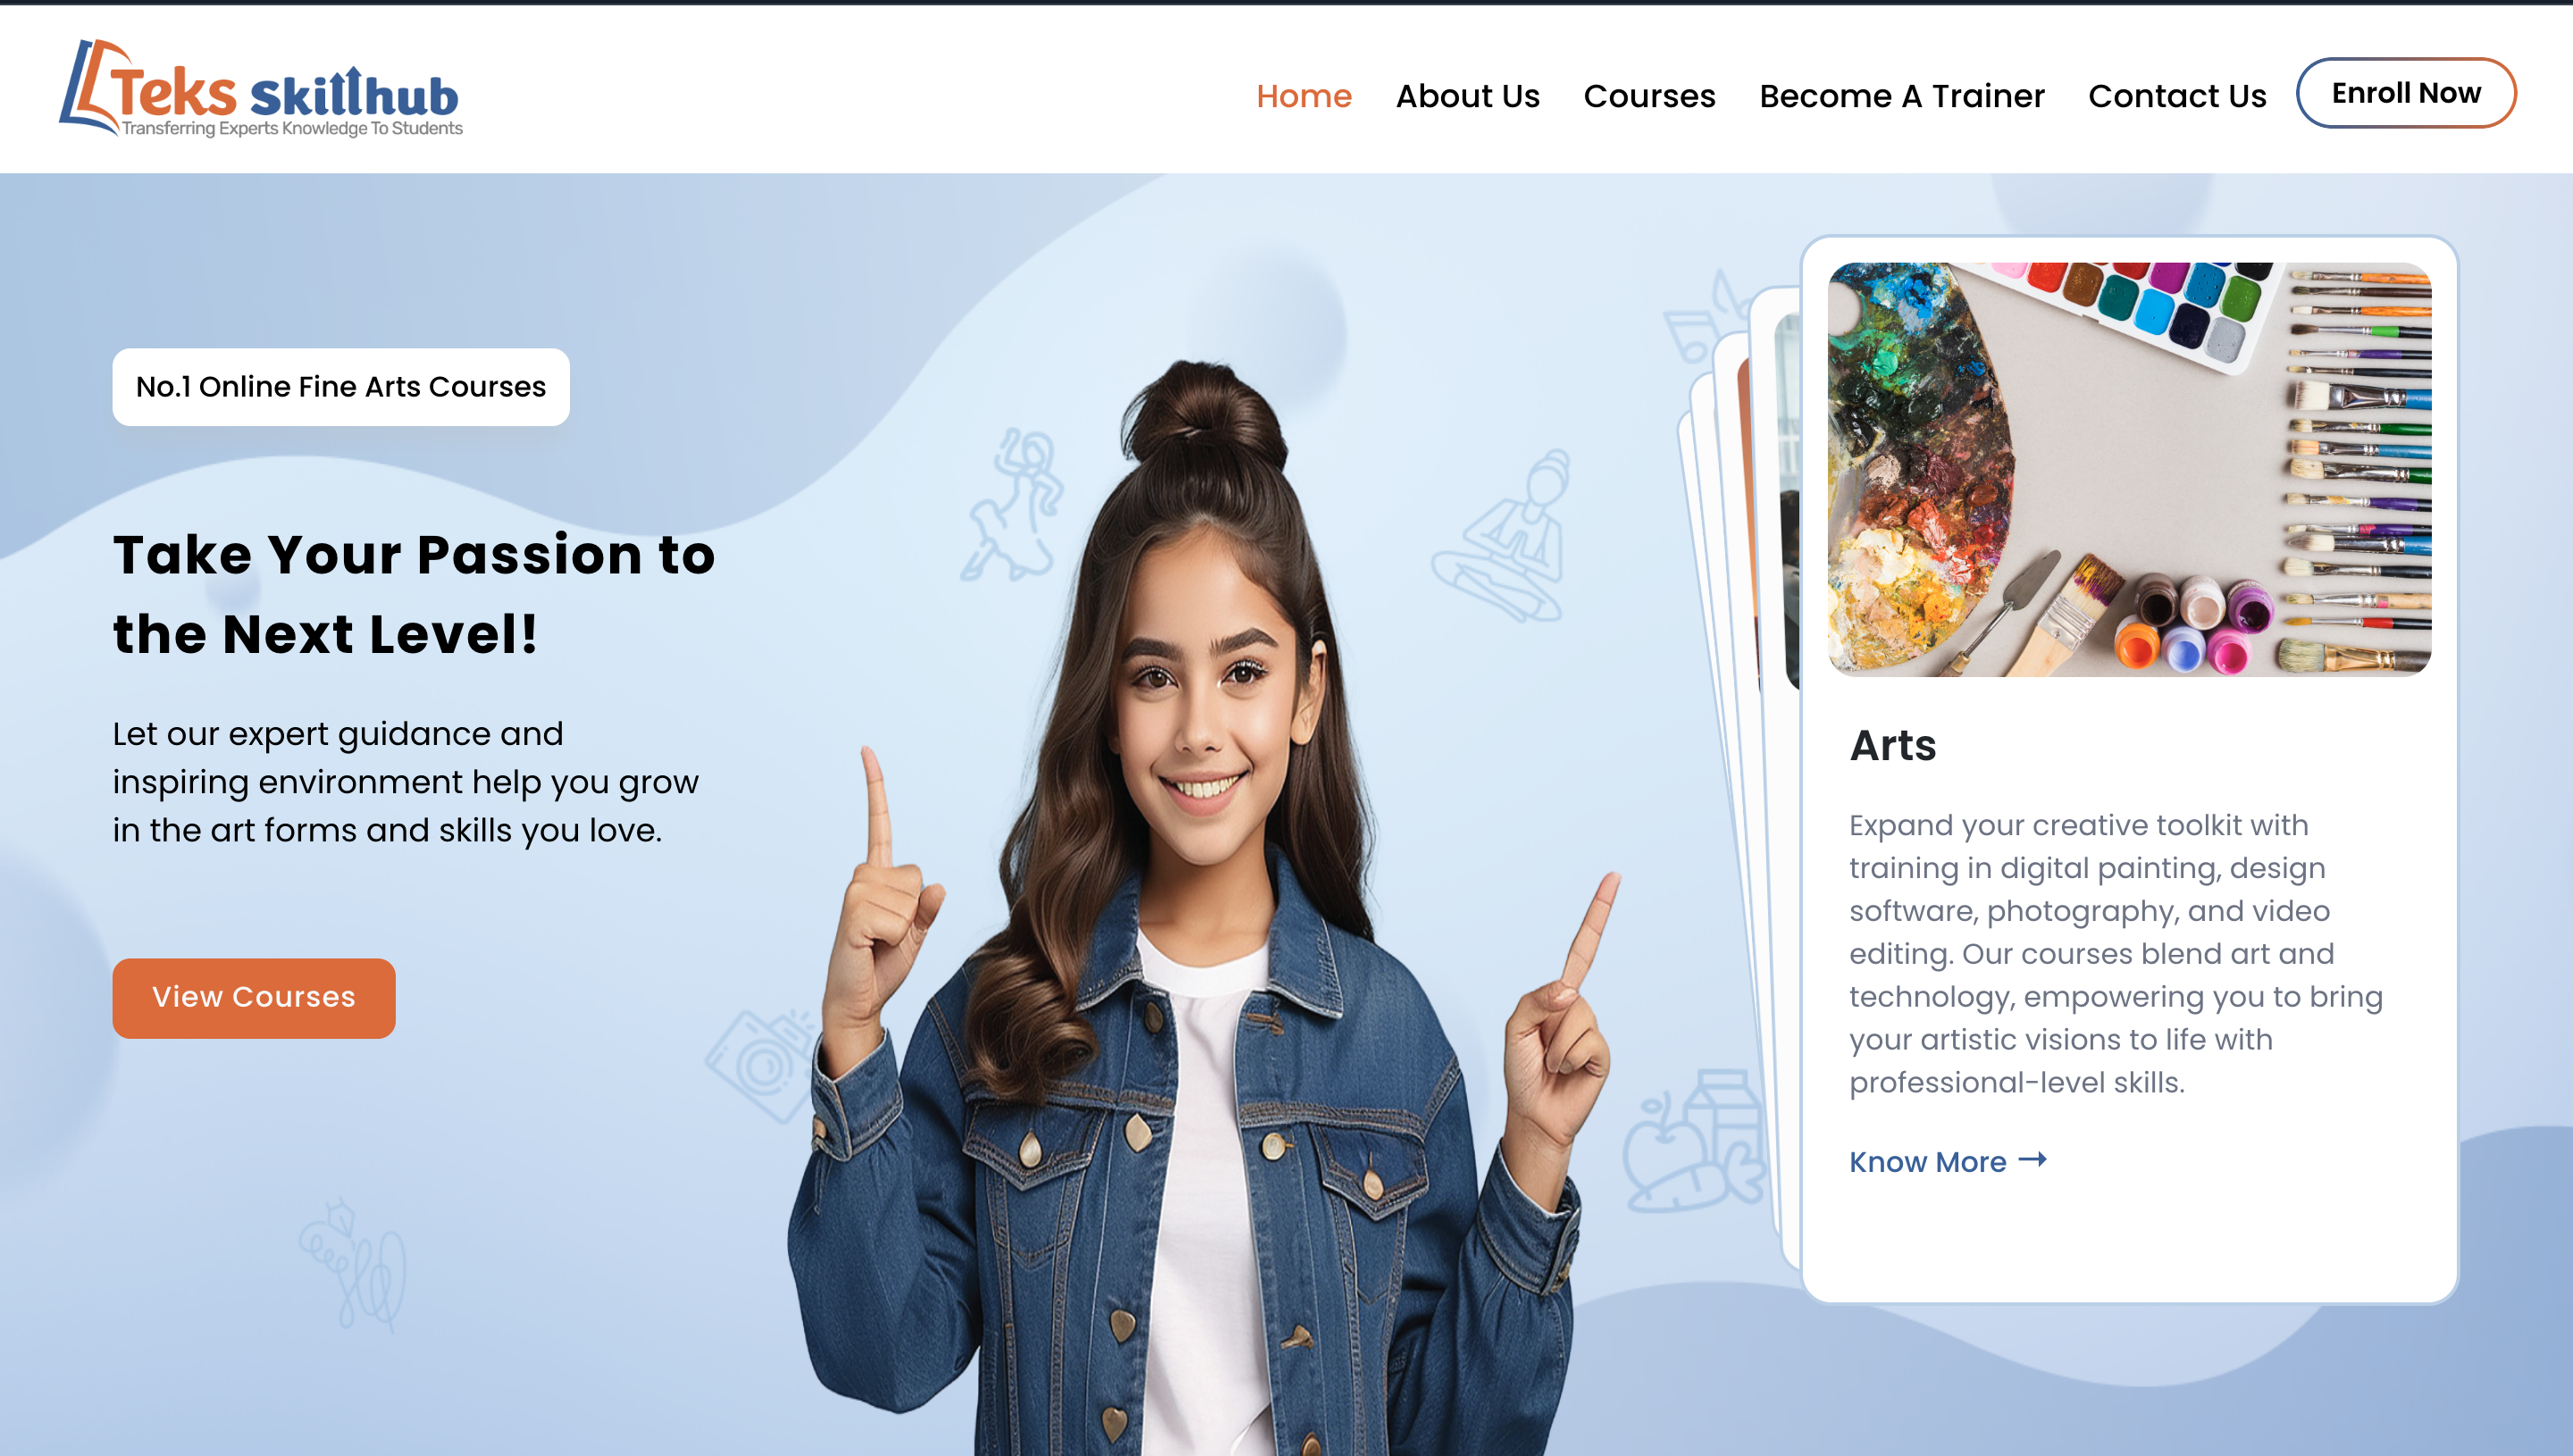 Teks skillhub
Transferring Experts Knowledge To Students
Home About Us Courses Become A Trainer Contact Us Enroll Now
No.1 Online Fine Arts Courses
Take Your Passion to
the Next Level!
Let our expert guidance and
inspiring environment help you grow
in the art forms and skills you love.
View Courses
Arts
Expand your creative toolkit with
training in digital painting, design
software, photography, and video
editing. Our courses blend art and
technology, empowering you to bring
your artistic visions to life with
professional-level skills.
Know More →